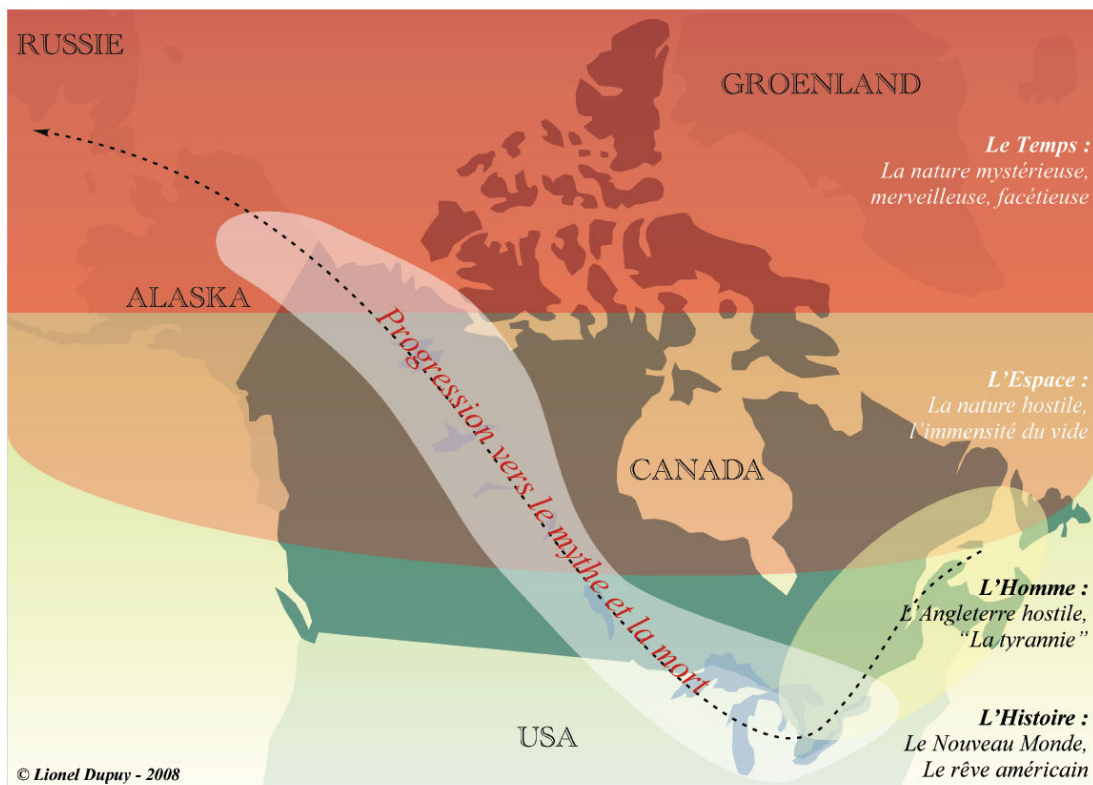 RUSSIE
GROENLAND
Le Temps :
La nature mystérieuse,
merveilleuse, facétieuse
ALASKA
Progression vers le mythe et la mort
L'Espace :
La nature hostile,
l'immensité du vide
CANADA
L'Homme :
L'Angleterre hostile,
“La tyrannie”
L'Histoire :
Le Nouveau Monde,
Le rêve américain
USA
© Lionel Dupuy - 2008